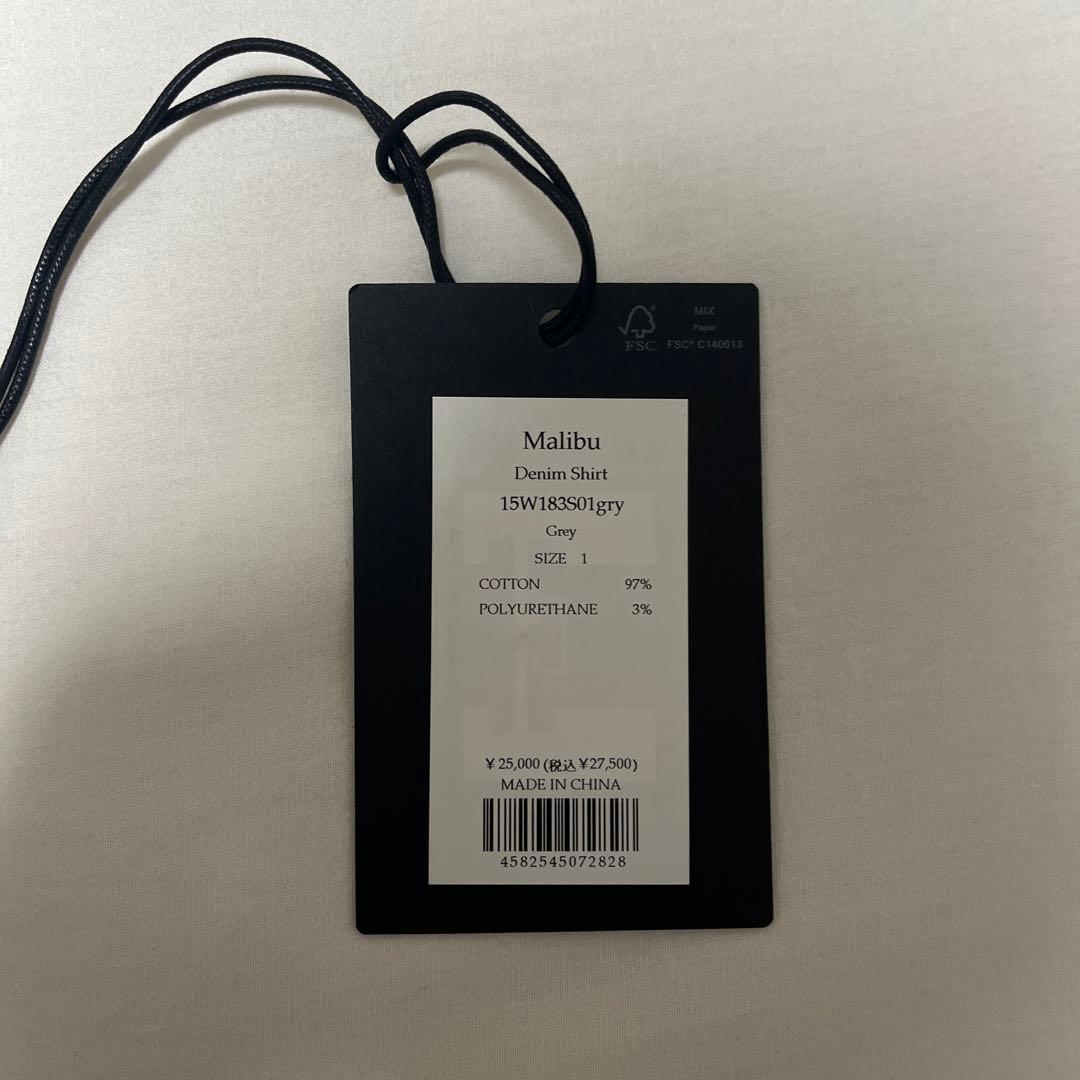 MIX
Paper
FSC
FSC® C140613
Malibu
Denim Shirt
15W183S01gry
Grey
SIZE 1
COTTON 97%
POLYURETHANE 3%
¥25,000 (税込¥27,500)
MADE IN CHINA
4582545072828